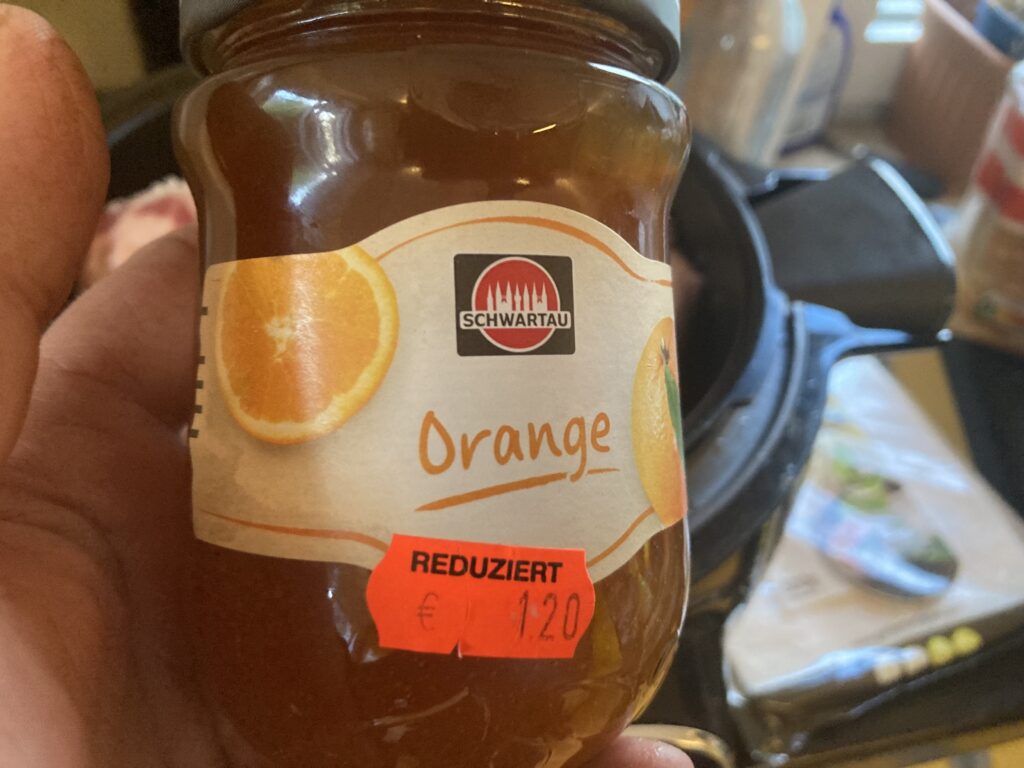 SCHWARTAU
Orange
REDUZIERT
€ 1.20